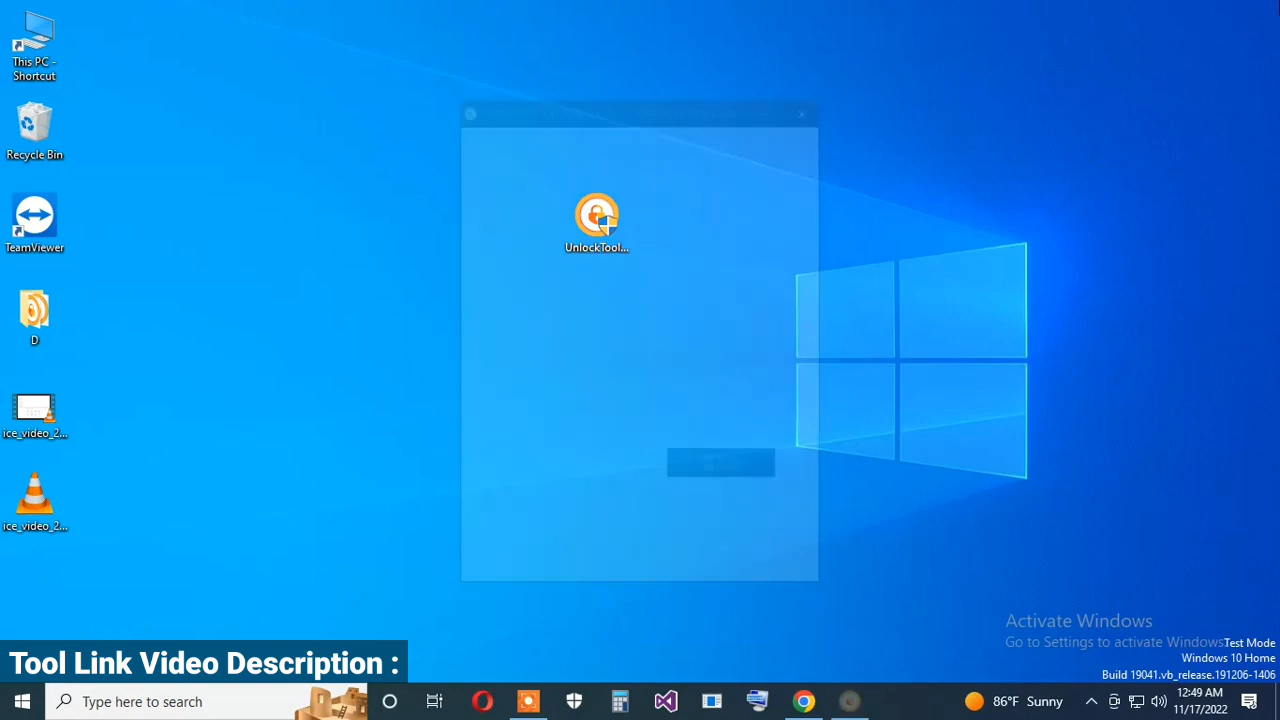 This PC -
Shortcut
Recycle Bin
TeamViewer
D
ice_video_2...
ice_video_2...
UnlockTool...
Activate Windows
Go to Settings to activate Windows.
Test Mode
Windows 10 Home
Build 19041.vb_release.191206-1406
Tool Link Video Description :
Type here to search
86°F Sunny
12:49 AM
11/17/2022